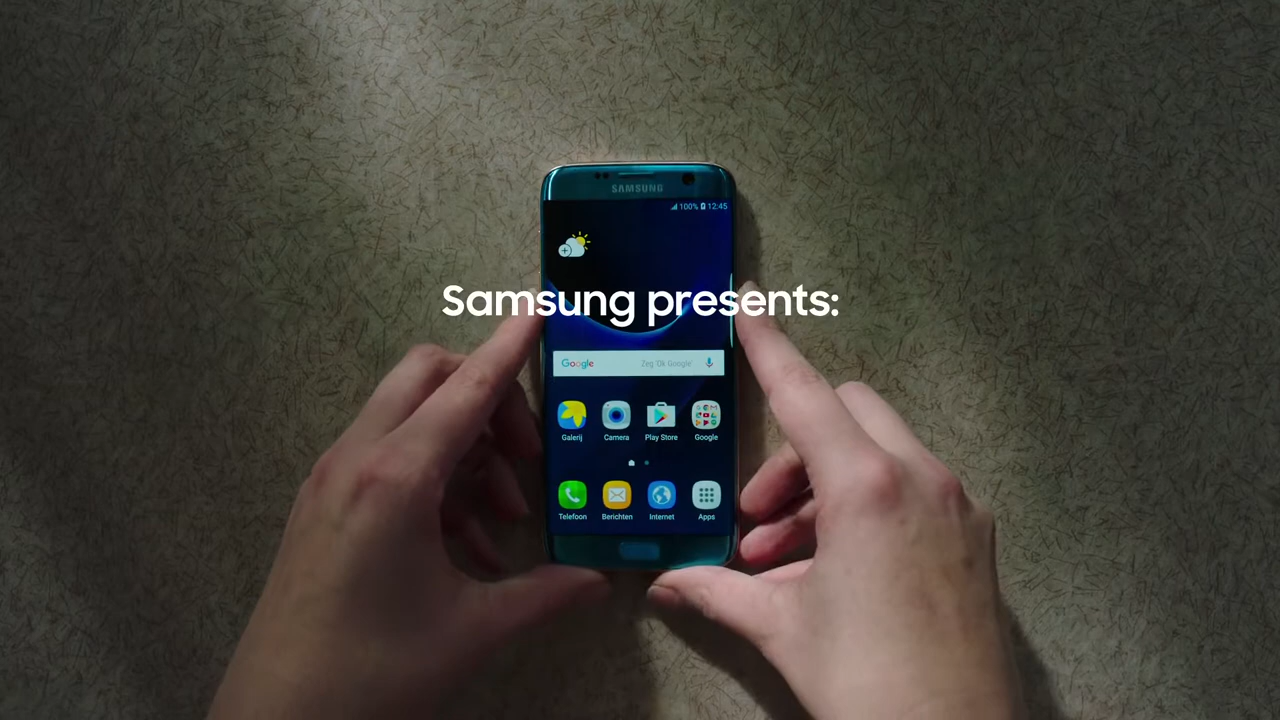 SAMSUNG
100% 12:45
Samsung presents:
Google Zeg 'Ok Google'
Galerij Camera Play Store Google
Telefoon Berichten Internet Apps